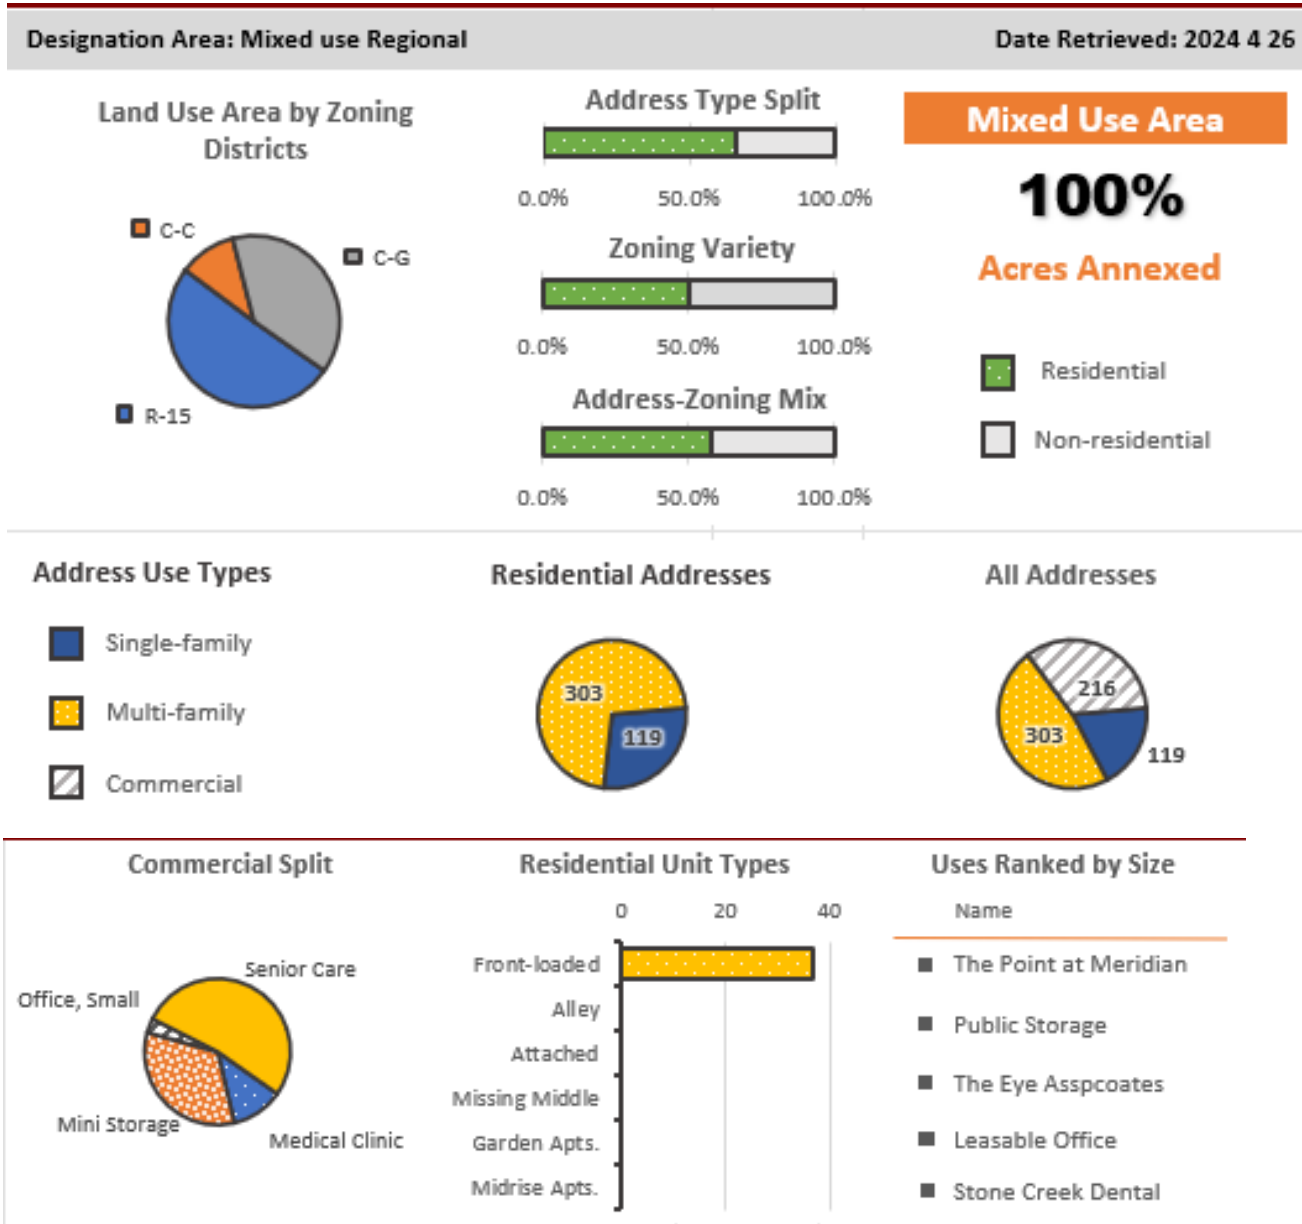 Designation Area: Mixed use Regional
Date Retrieved: 2024 4 26
Land Use Area by Zoning
Districts
C-C
C-G
R-15
Address Type Split
0.0% 50.0% 100.0%
Zoning Variety
0.0% 50.0% 100.0%
Address-Zoning Mix
0.0% 50.0% 100.0%
Mixed Use Area
100%
Acres Annexed
Residential
Non-residential
Address Use Types
Single-family
Multi-family
Commercial
Residential Addresses
303
119
All Addresses
216
303
119
Commercial Split
Senior Care
Office, Small
Mini Storage
Medical Clinic
Residential Unit Types
0 20 40
Front-loaded
Alley
Attached
Missing Middle
Garden Apts.
Midrise Apts.
Uses Ranked by Size
Name
The Point at Meridian
Public Storage
The Eye Asspcoates
Leasable Office
Stone Creek Dental